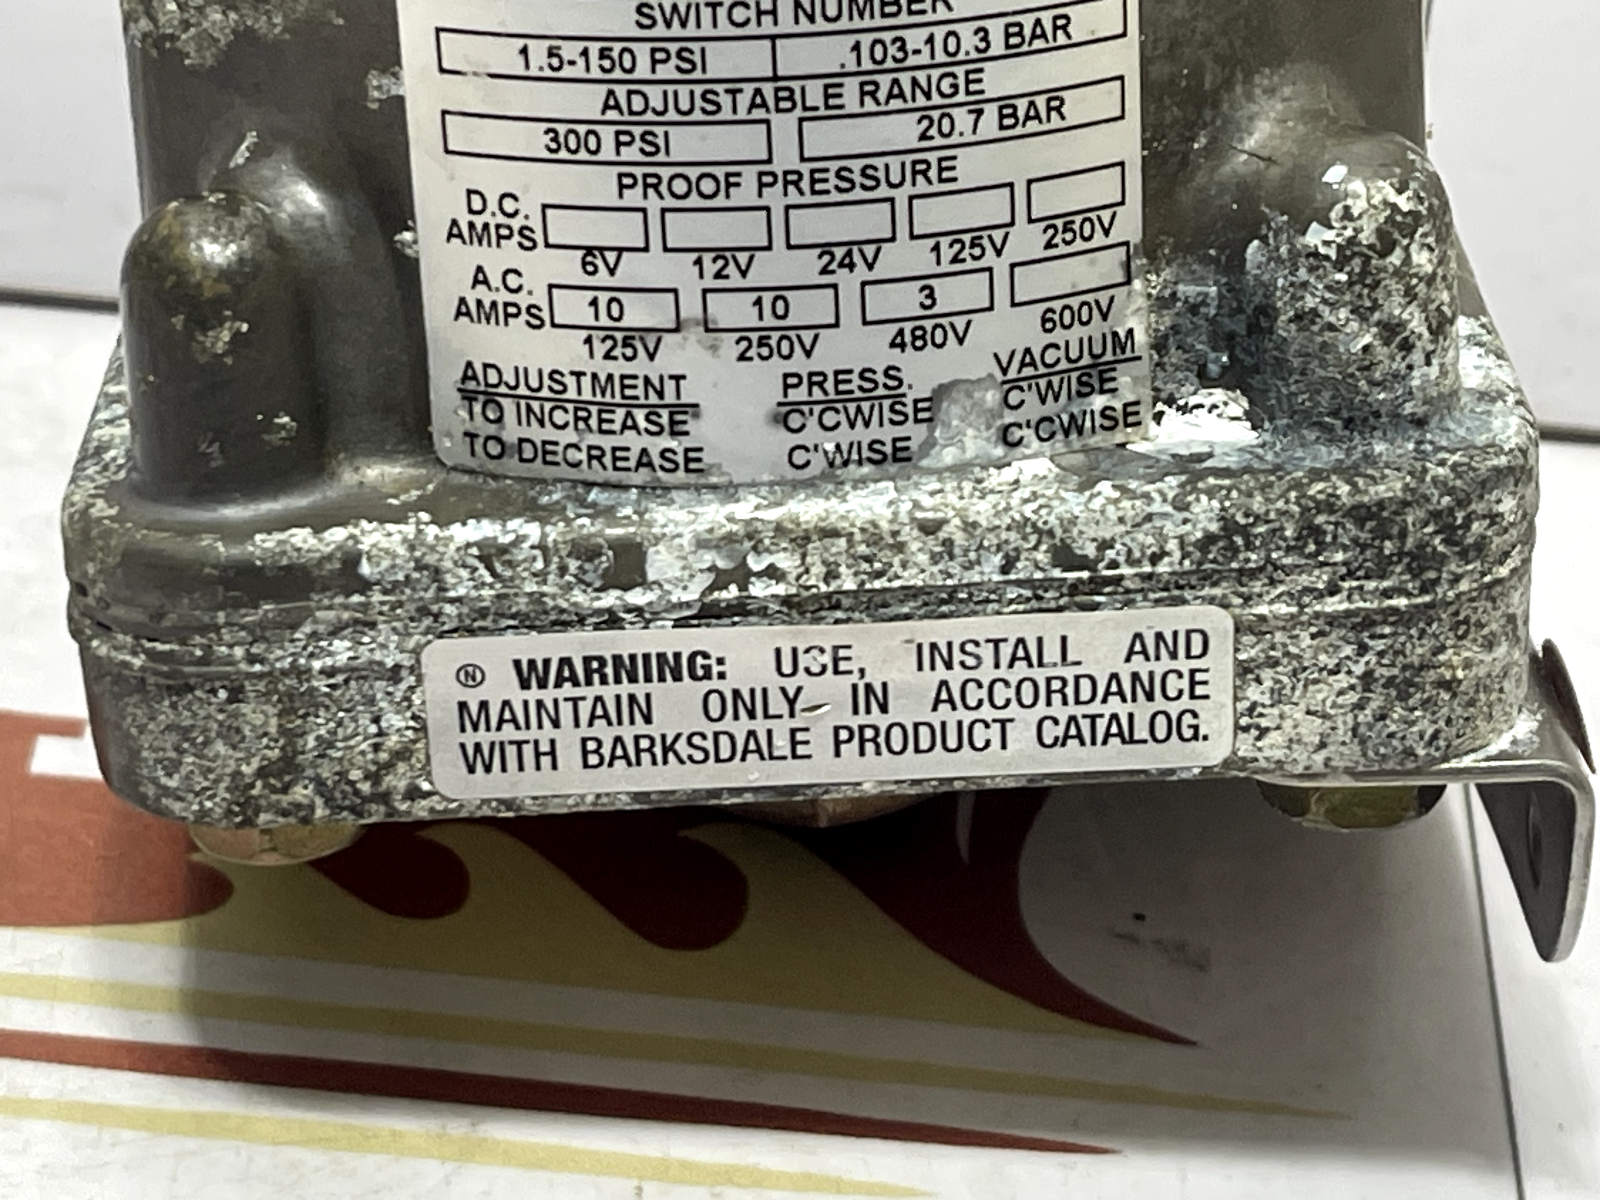 SWITCH NUMBER
1.5-150 PSI .103-10.3 BAR
ADJUSTABLE RANGE
300 PSI 20.7 BAR
PROOF PRESSURE
D.C. AMPS
6V 12V 24V 125V 250V
A.C. AMPS 10 10 3
125V 250V 480V 600V
ADJUSTMENT PRESS. VACUUM
TO INCREASE C'CWISE C'WISE
TO DECREASE C'WISE C'CWISE
Ⓝ WARNING: USE, INSTALL AND
MAINTAIN ONLY IN ACCORDANCE
WITH BARKSDALE PRODUCT CATALOG.